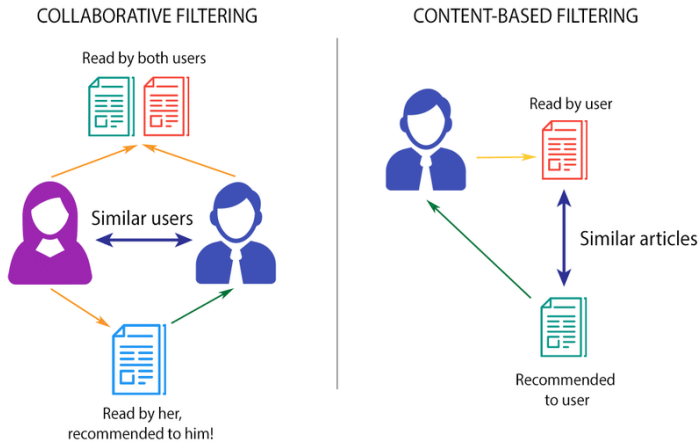 COLLABORATIVE FILTERING
Read by both users
Similar users
Read by her,
recommended to him!
CONTENT-BASED FILTERING
Read by user
Similar articles
Recommended
to user